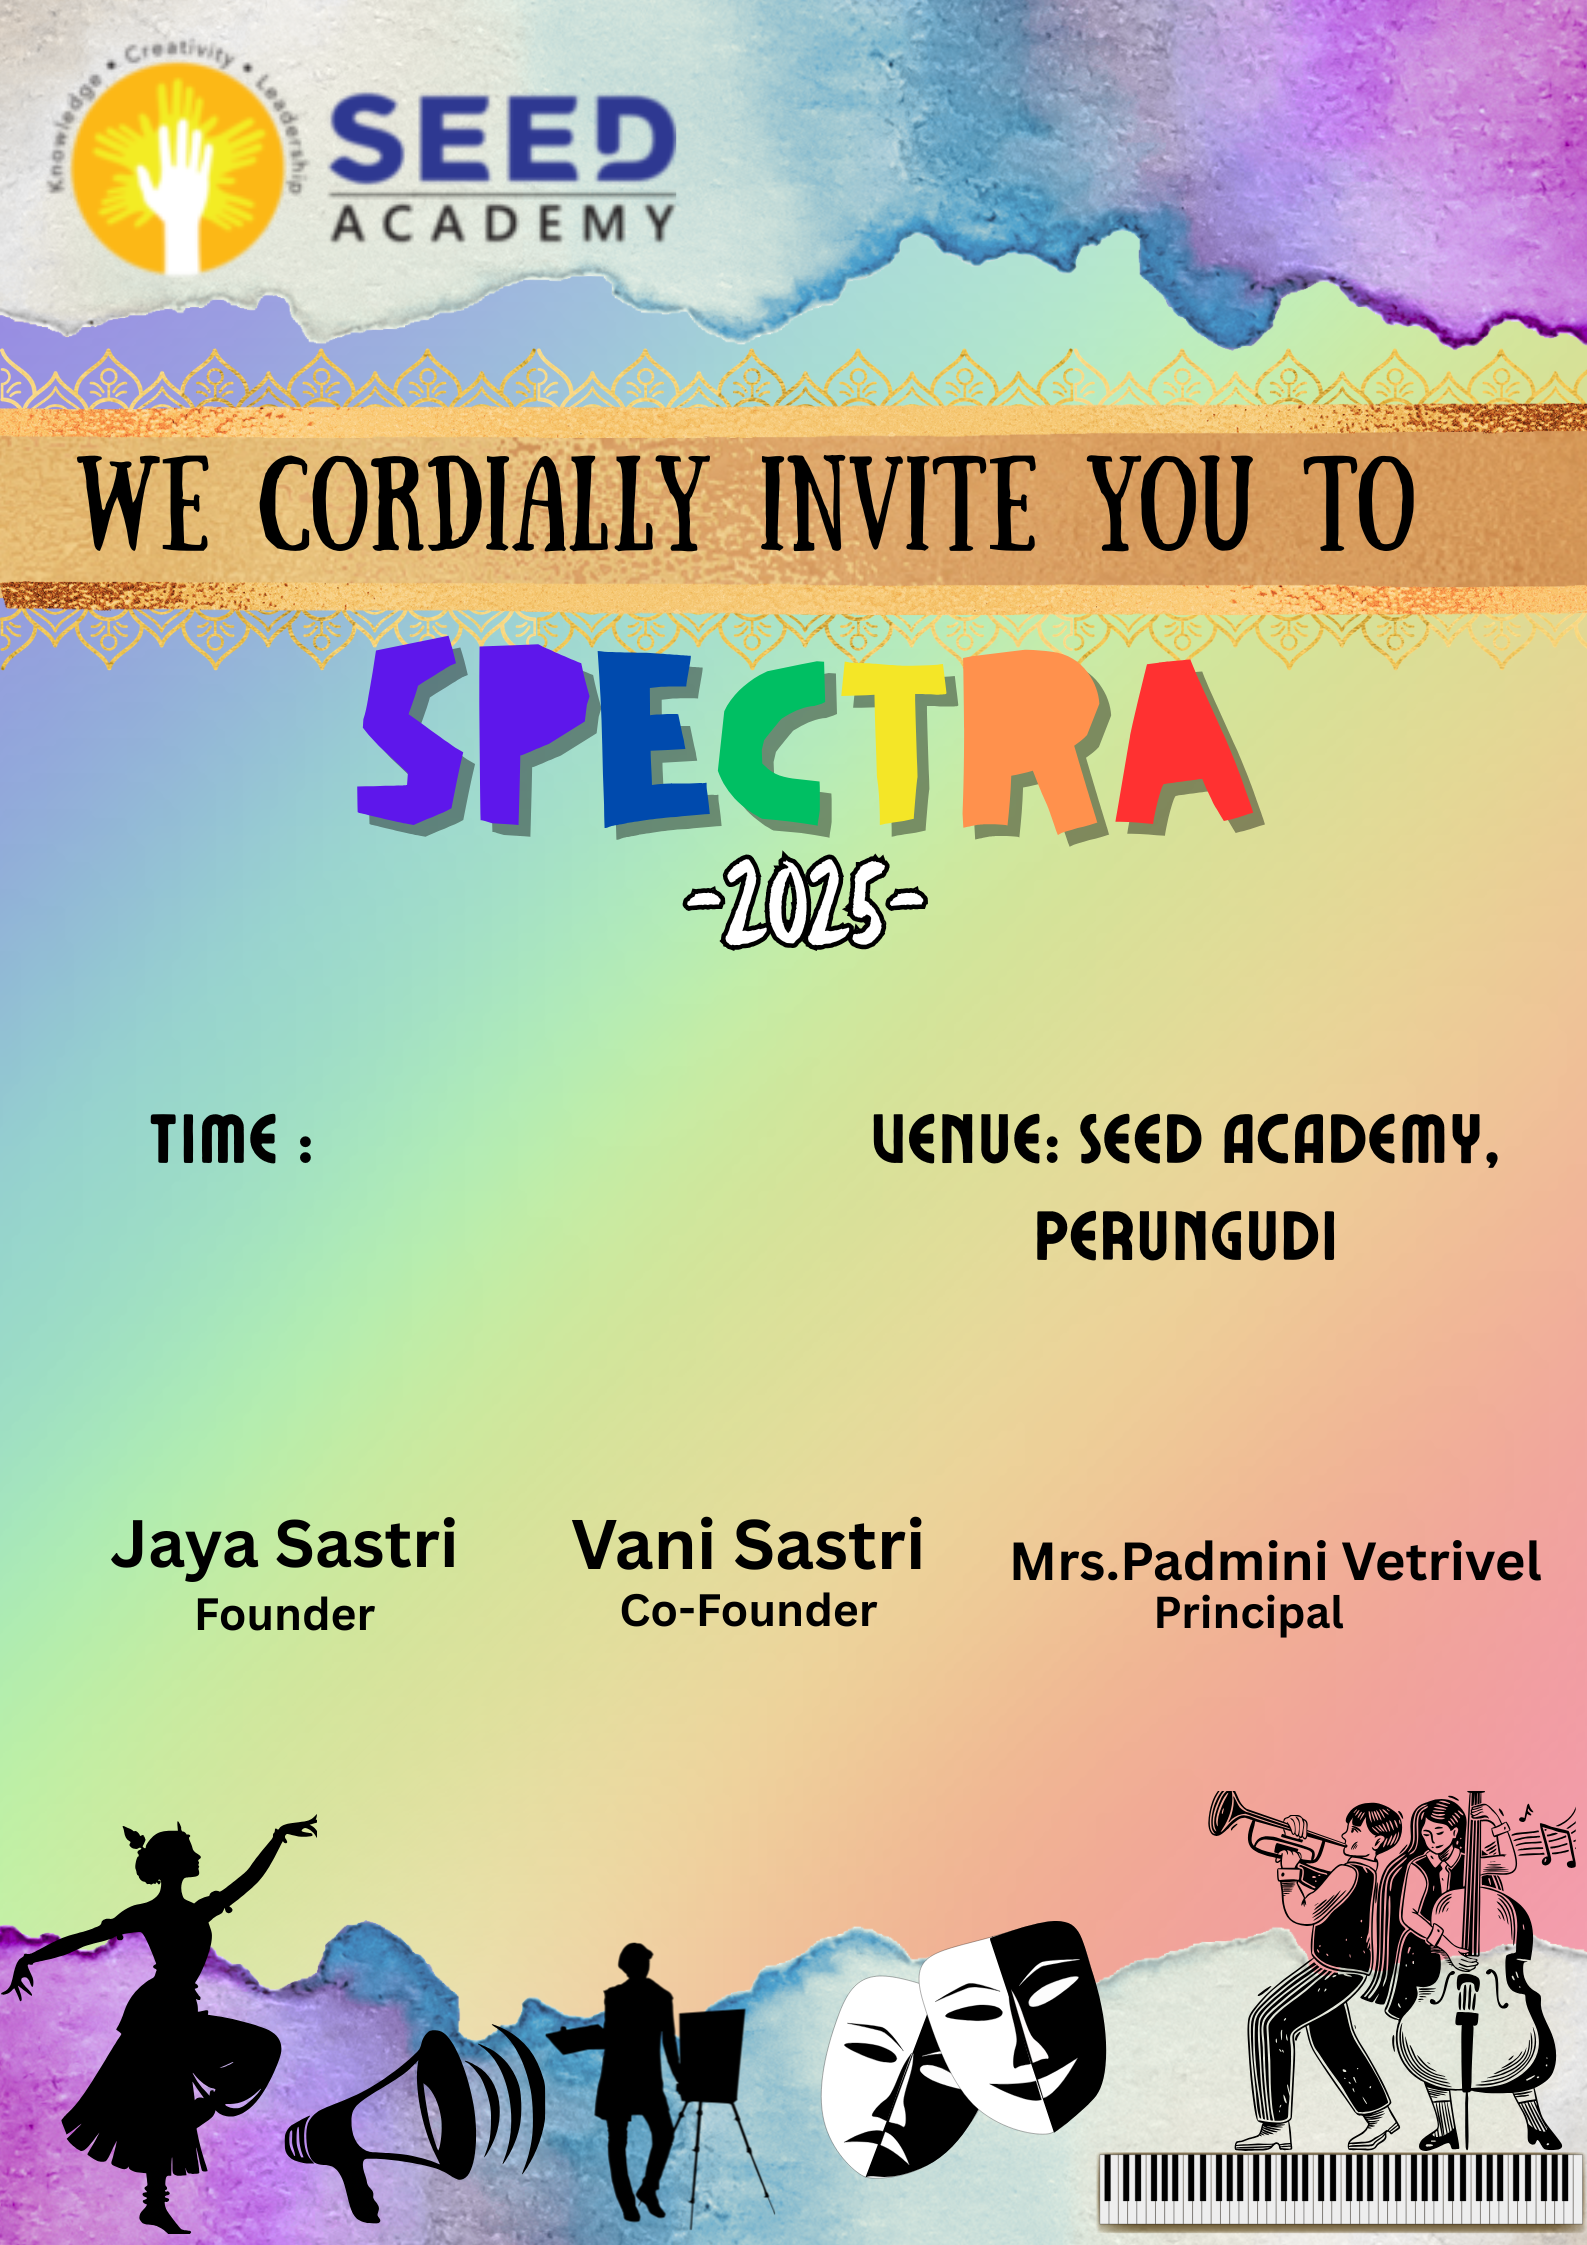 Knowledge • Creativity • Leadership
SEED
ACADEMY
WE CORDIALLY INVITE YOU TO
SPECTRA
-2025-
TIME :
VENUE: SEED ACADEMY,
PERUNGUDI
Jaya Sastri
Founder
Vani Sastri
Co-Founder
Mrs.Padmini Vetrivel
Principal